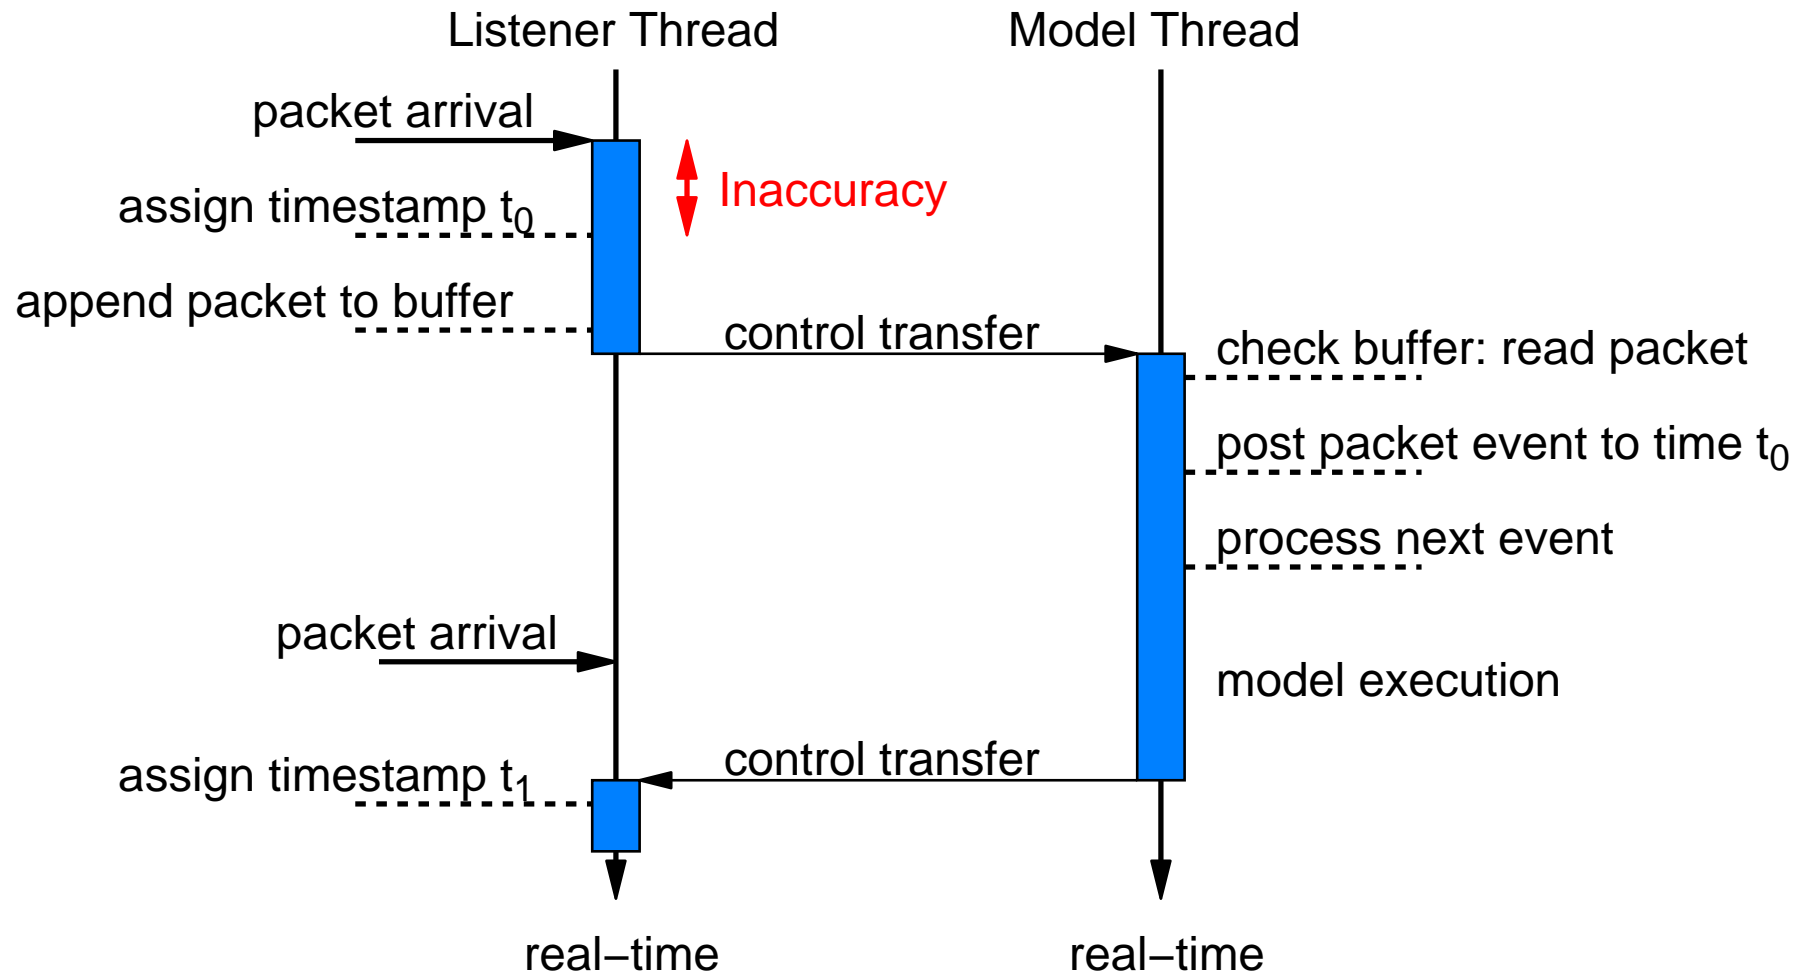 Listener Thread
Model Thread
packet arrival
Inaccuracy
assign timestamp t₀
append packet to buffer
control transfer
check buffer: read packet
post packet event to time t₀
process next event
packet arrival
model execution
control transfer
assign timestamp t₁
real−time
real−time